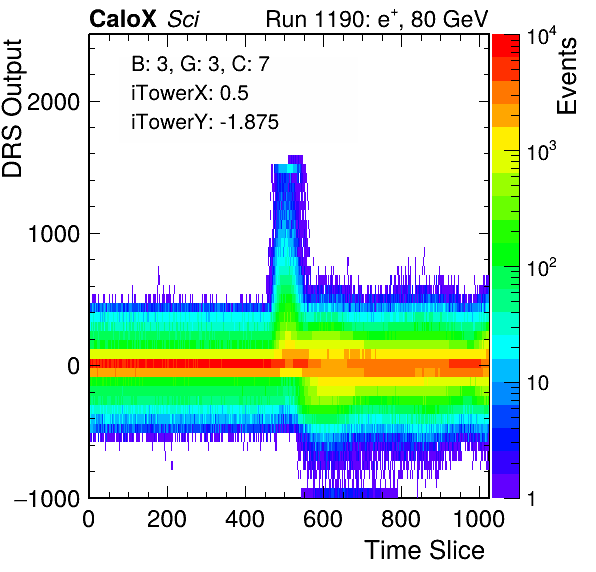 CaloX Sci Run 1190: e⁺, 80 GeV
B: 3, G: 3, C: 7
iTowerX: 0.5
iTowerY: -1.875
DRS Output
2000
1000
0
−1000
0 200 400 600 800 1000
Time Slice
Events
10⁴
10³
10²
10
1